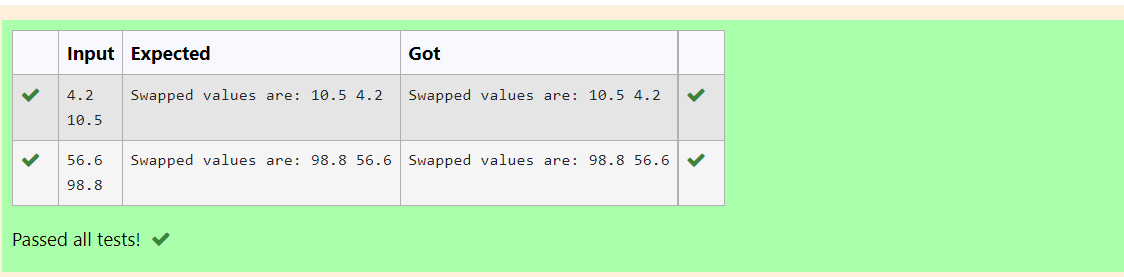 Input Expected Got
4.2 Swapped values are: 10.5 4.2 Swapped values are: 10.5 4.2
10.5
56.6 Swapped values are: 98.8 56.6 Swapped values are: 98.8 56.6
98.8
Passed all tests!